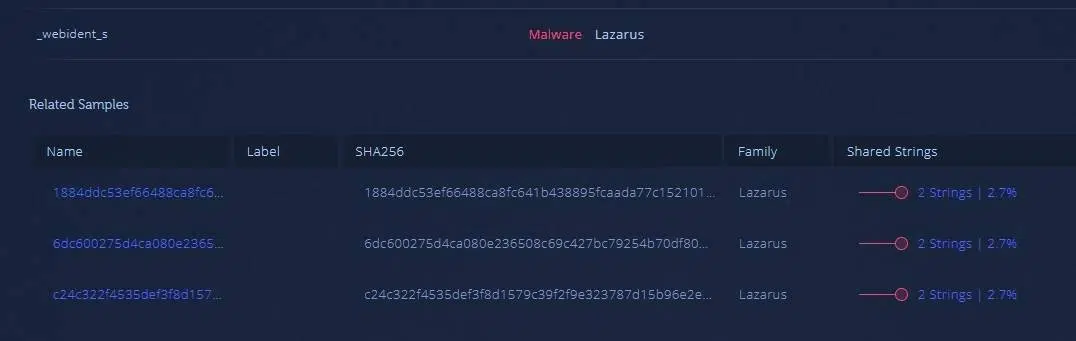 _webident_s Malware Lazarus
Related Samples
Name Label SHA256 Family Shared Strings
1884ddc53ef66488ca8fc6... 1884ddc53ef66488ca8fc641b438895fcaada77c152101... Lazarus 2 Strings | 2.7%
6dc600275d4ca080e2365... 6dc600275d4ca080e236508c69c427bc79254b70df80... Lazarus 2 Strings | 2.7%
c24c322f4535def3f8d157... c24c322f4535def3f8d1579c39f2f9e323787d15b96e2e... Lazarus 2 Strings | 2.7%